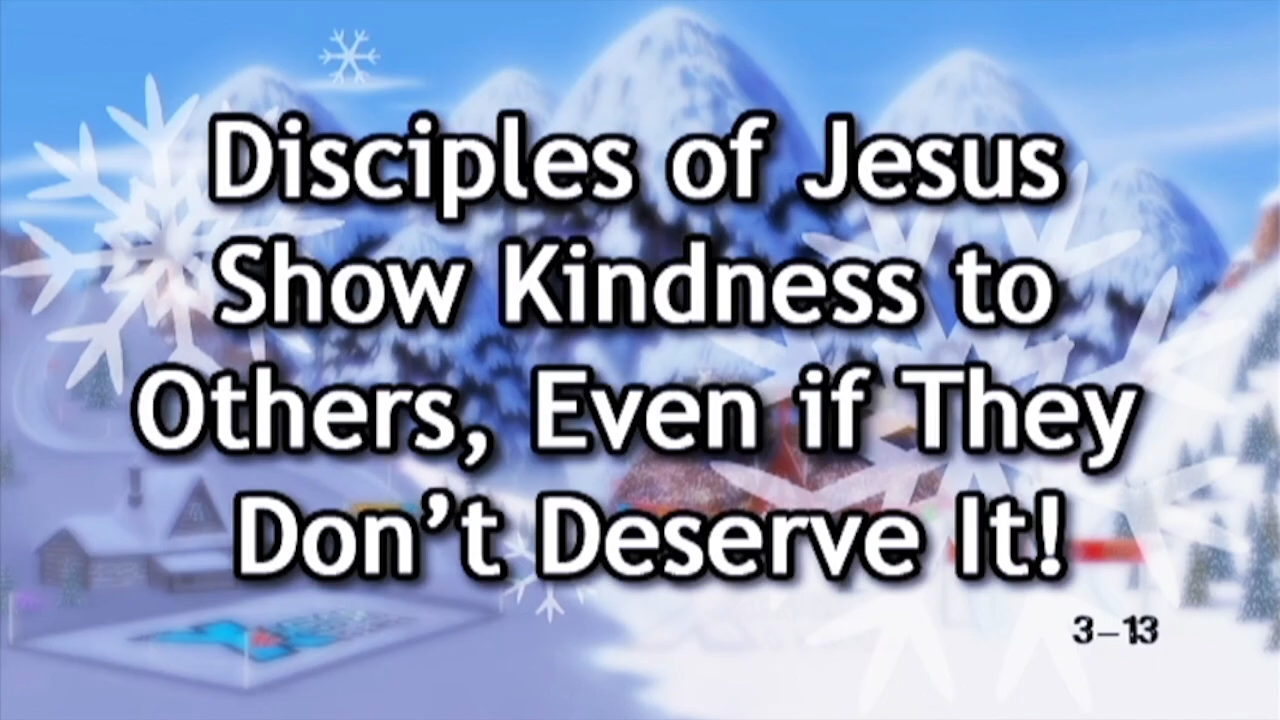 Disciples of Jesus
Show Kindness to
Others, Even if They
Don’t Deserve It!
3–13